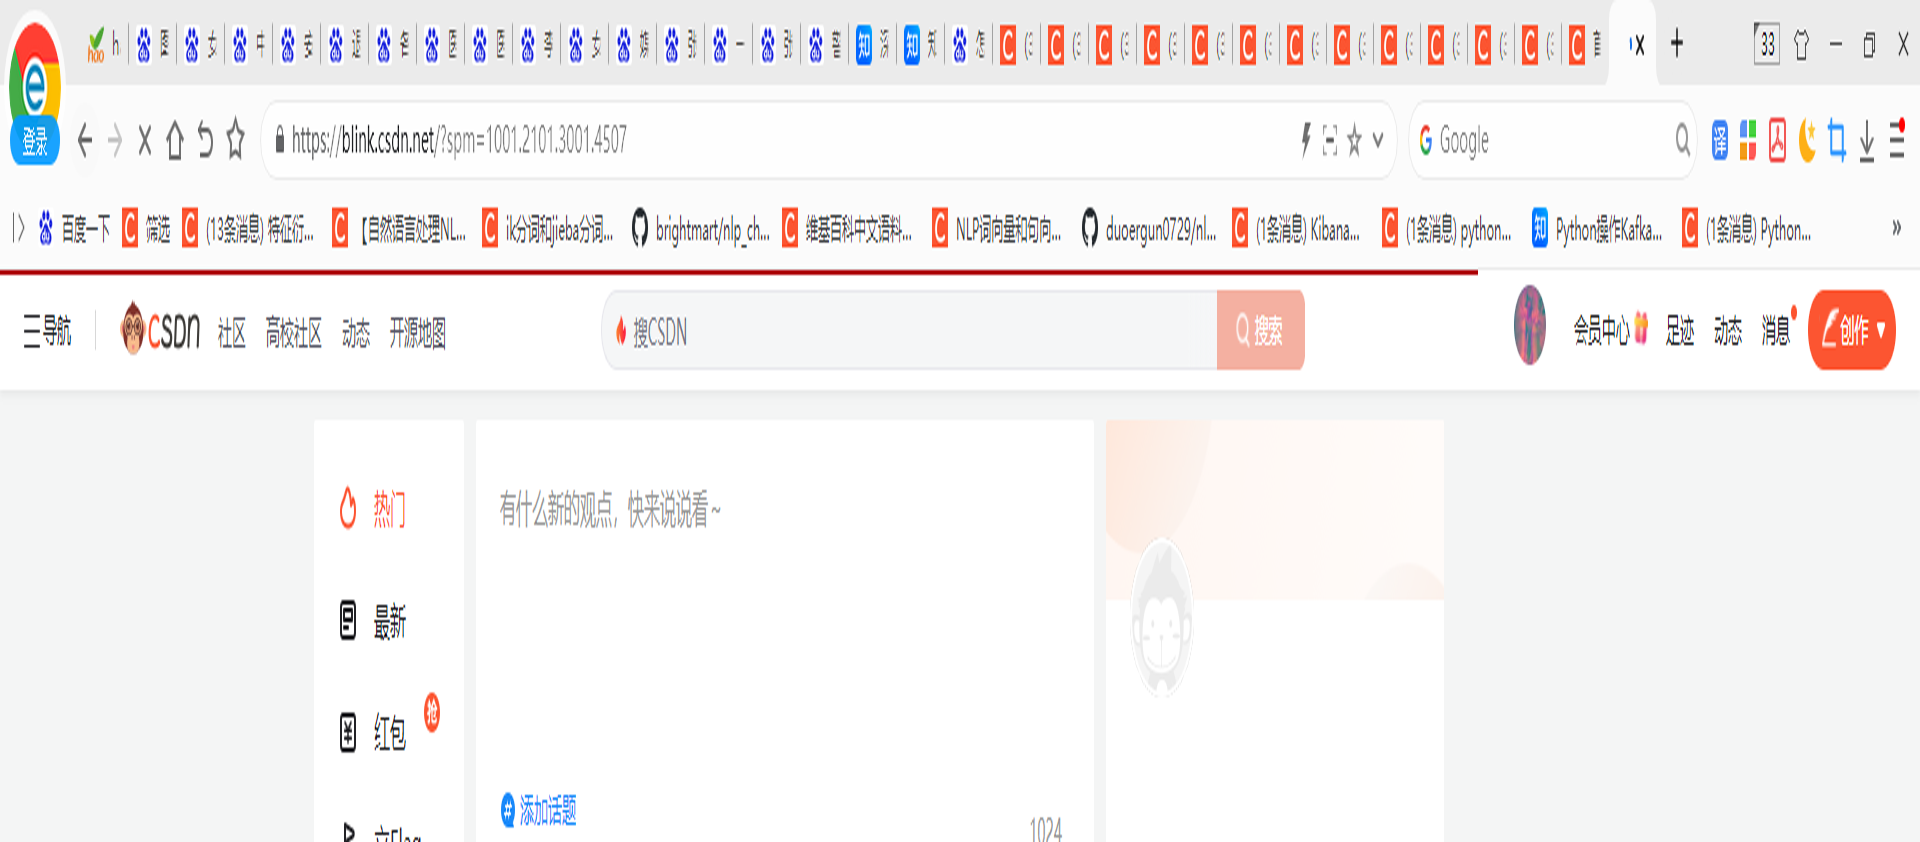 33
登录
https://blink.csdn.net/?spm=1001.2101.3001.4507
Google
译
百度一下 筛选 (13条消息) 特征衍... 【自然语言处理NL... ik分词和jieba分词... brightmart/nlp_ch... 维基百科中文语料... NLP词向量和句向... duoergun0729/nl... (1条消息) Kibana... (1条消息) python... 知 Python操作Kafka... (1条消息) Python... »
导航 CSDN 社区 高校社区 动态 开源地图 搜CSDN 搜索 会员中心 足迹 动态 消息 创作
热门
有什么新的观点，快来说说看~
最新
红包 抢
添加话题
1024
立Flag